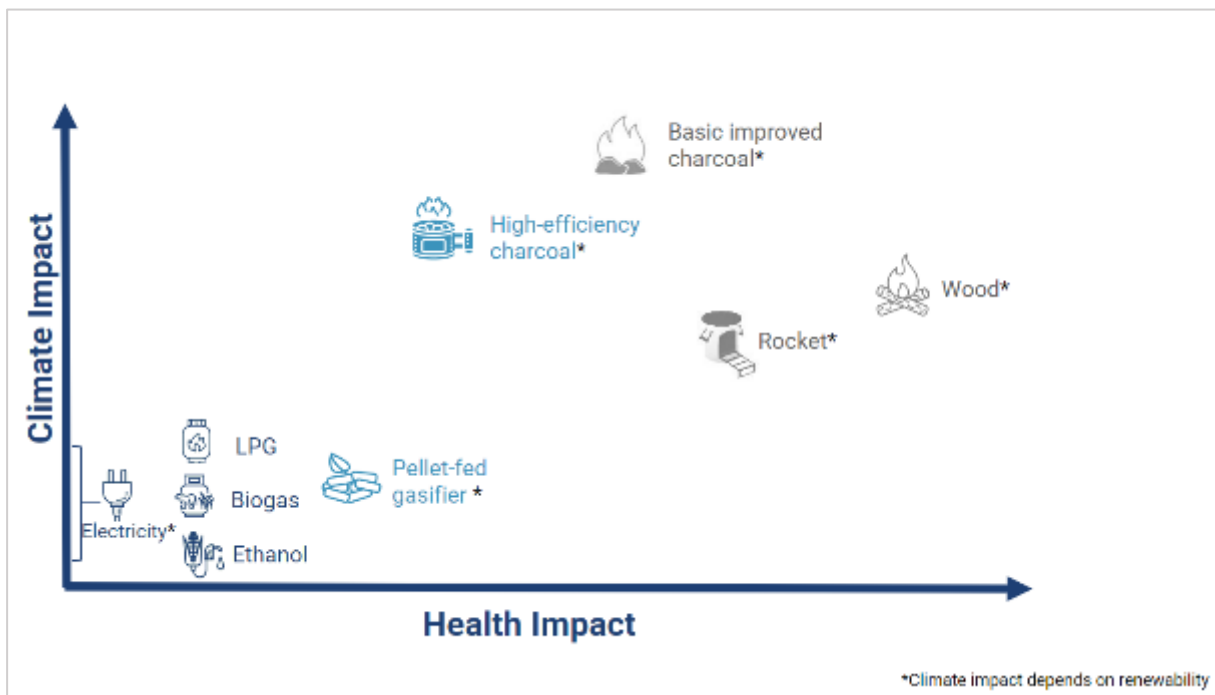 Basic improved
charcoal*
High-efficiency
charcoal*
Wood*
Rocket*
LPG
Pellet-fed
gasifier *
Biogas
Electricity*
Ethanol
Climate Impact
Health Impact
*Climate impact depends on renewability